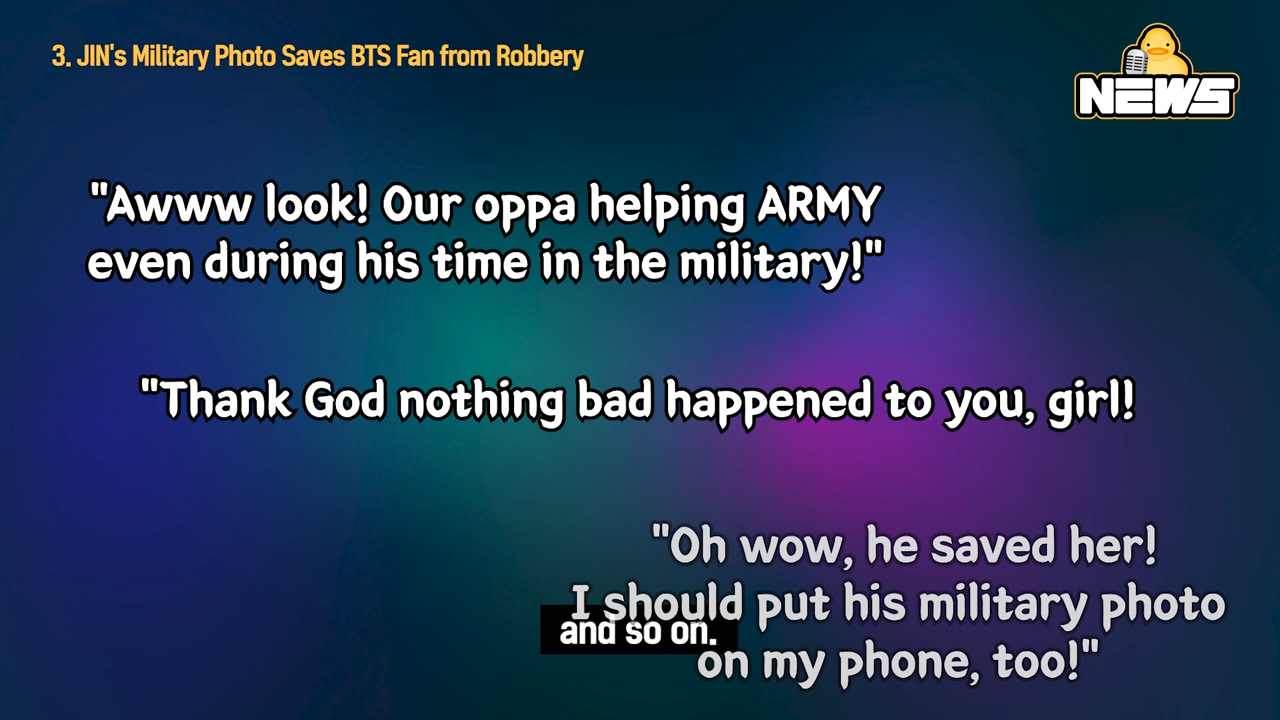 3. JIN's Military Photo Saves BTS Fan from Robbery
NEWS
"Awww look! Our oppa helping ARMY
even during his time in the military!"
"Thank God nothing bad happened to you, girl!
"Oh wow, he saved her!
I should put his military photo
on my phone, too!"
and so on.